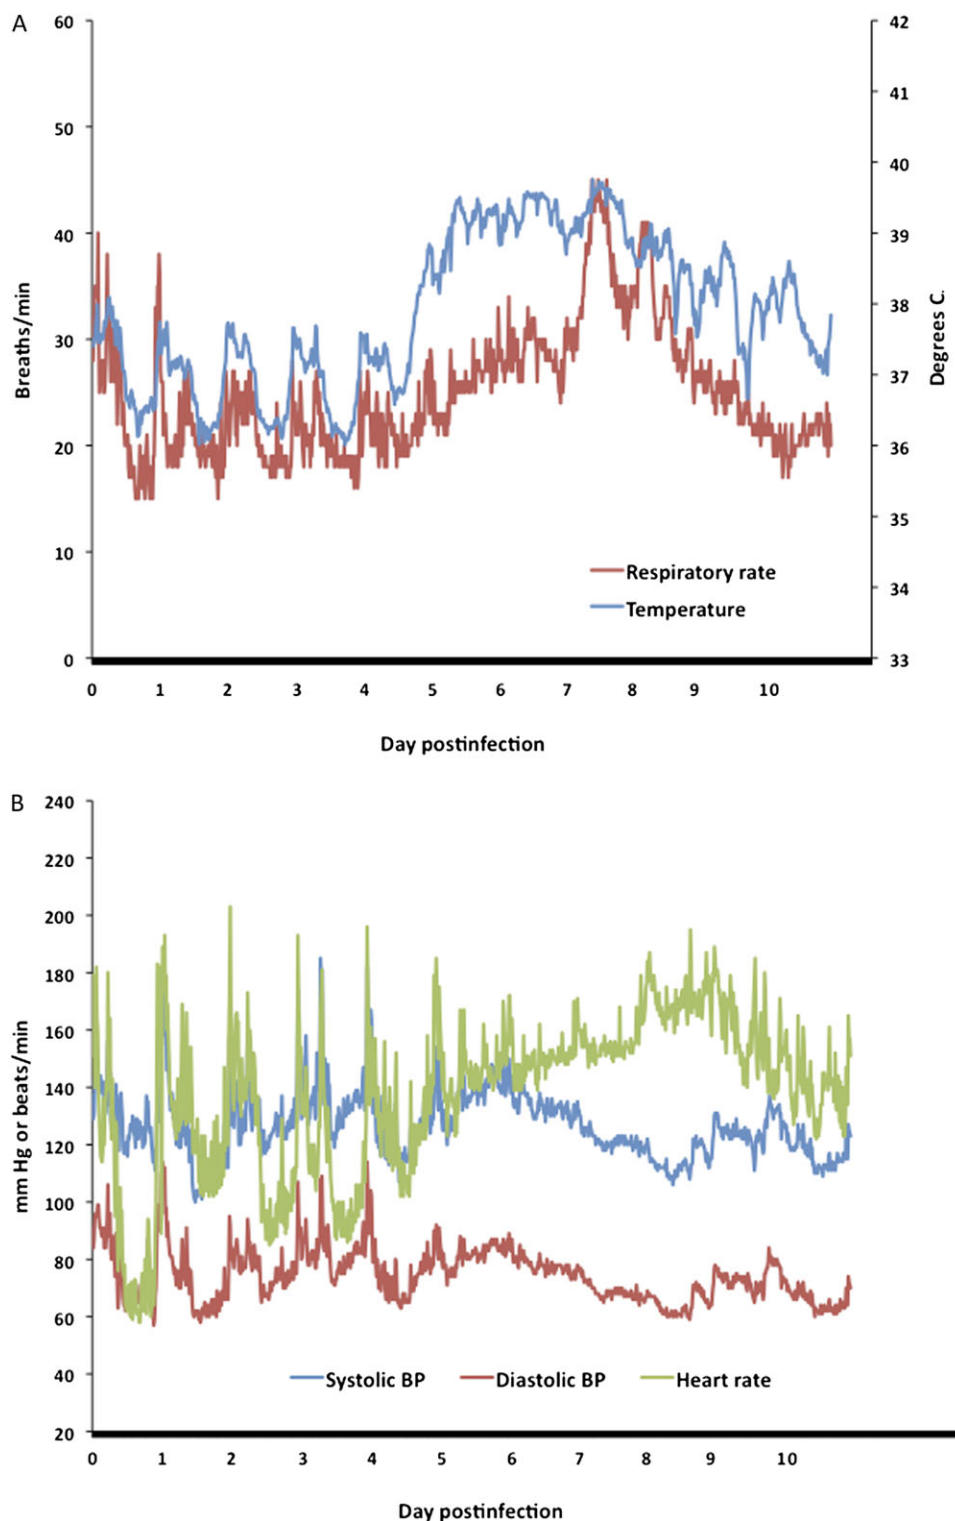 A
60
50
40
30
20
10
0
Breaths/min
42
41
40
39
38
37
36
35
34
33
Degrees C.
Respiratory rate
Temperature
0 1 2 3 4 5 6 7 8 9 10
Day postinfection
B
240
220
200
180
160
140
120
100
80
60
40
20
mm Hg or beats/min
Systolic BP Diastolic BP Heart rate
0 1 2 3 4 5 6 7 8 9 10
Day postinfection